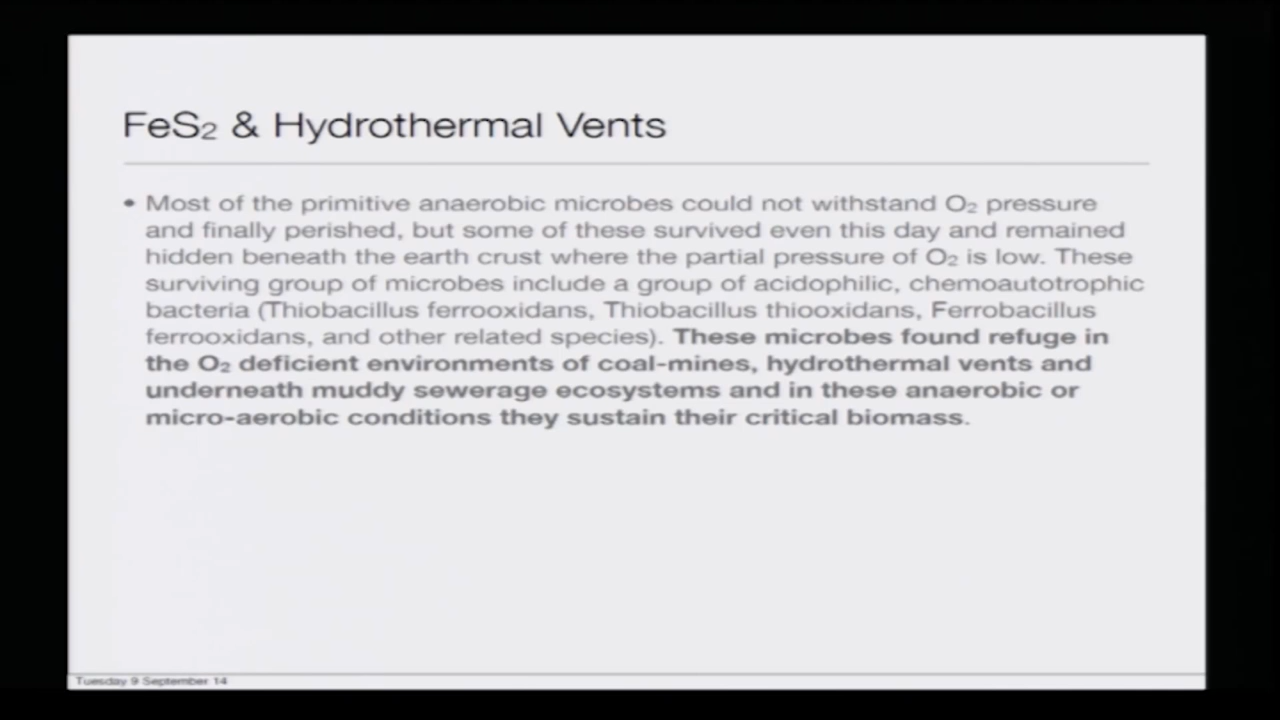 FeS₂ & Hydrothermal Vents
• Most of the primitive anaerobic microbes could not withstand O₂ pressure
and finally perished, but some of these survived even this day and remained
hidden beneath the earth crust where the partial pressure of O₂ is low. These
surviving group of microbes include a group of acidophilic, chemoautotrophic
bacteria (Thiobacillus ferrooxidans, Thiobacillus thiooxidans, Ferrobacillus
ferrooxidans, and other related species). These microbes found refuge in
the O₂ deficient environments of coal-mines, hydrothermal vents and
underneath muddy sewerage ecosystems and in these anaerobic or
micro-aerobic conditions they sustain their critical biomass.
Tuesday 9 September 14